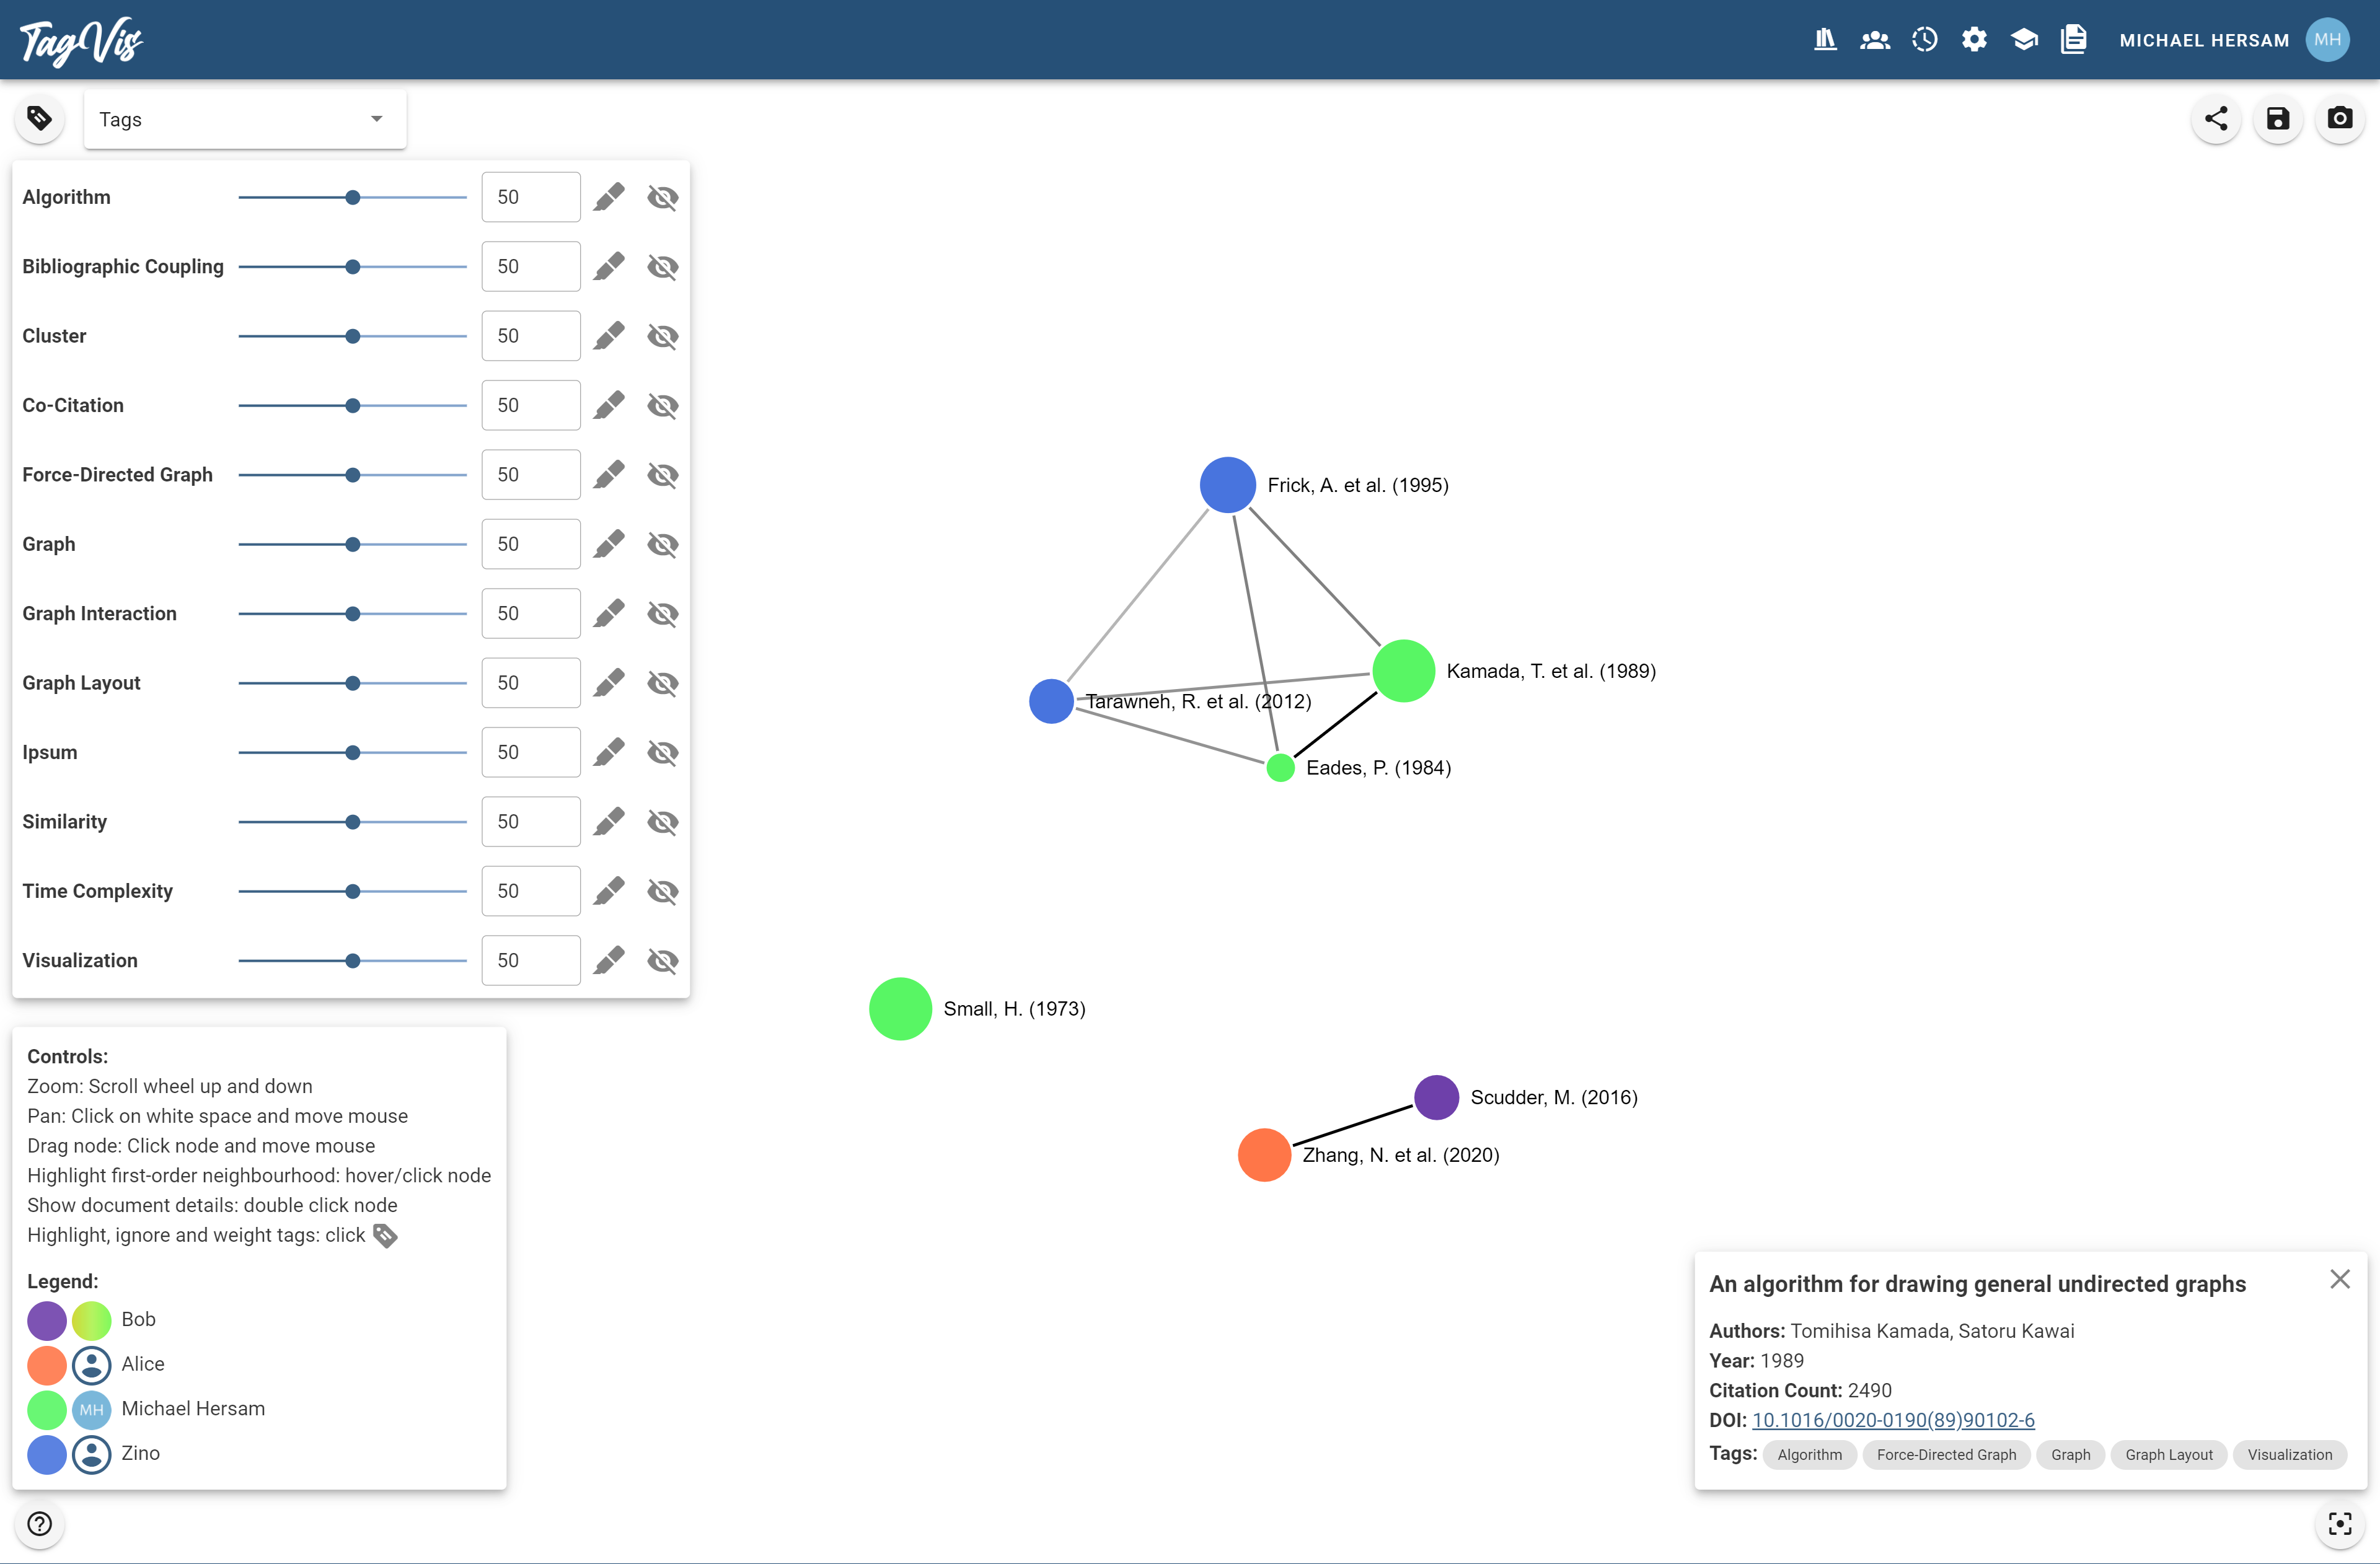 TagVis
MICHAEL HERSAM MH
Tags
Algorithm 50
Bibliographic Coupling 50
Cluster 50
Co-Citation 50
Force-Directed Graph 50
Graph 50
Graph Interaction 50
Graph Layout 50
Ipsum 50
Similarity 50
Time Complexity 50
Visualization 50
Frick, A. et al. (1995)
Kamada, T. et al. (1989)
Tarawneh, R. et al. (2012)
Eades, P. (1984)
Small, H. (1973)
Scudder, M. (2016)
Zhang, N. et al. (2020)
Controls:
Zoom: Scroll wheel up and down
Pan: Click on white space and move mouse
Drag node: Click node and move mouse
Highlight first-order neighbourhood: hover/click node
Show document details: double click node
Highlight, ignore and weight tags: click
Legend:
Bob
Alice
MH Michael Hersam
Zino
An algorithm for drawing general undirected graphs
Authors: Tomihisa Kamada, Satoru Kawai
Year: 1989
Citation Count: 2490
DOI: 10.1016/0020-0190(89)90102-6
Tags: Algorithm Force-Directed Graph Graph Graph Layout Visualization